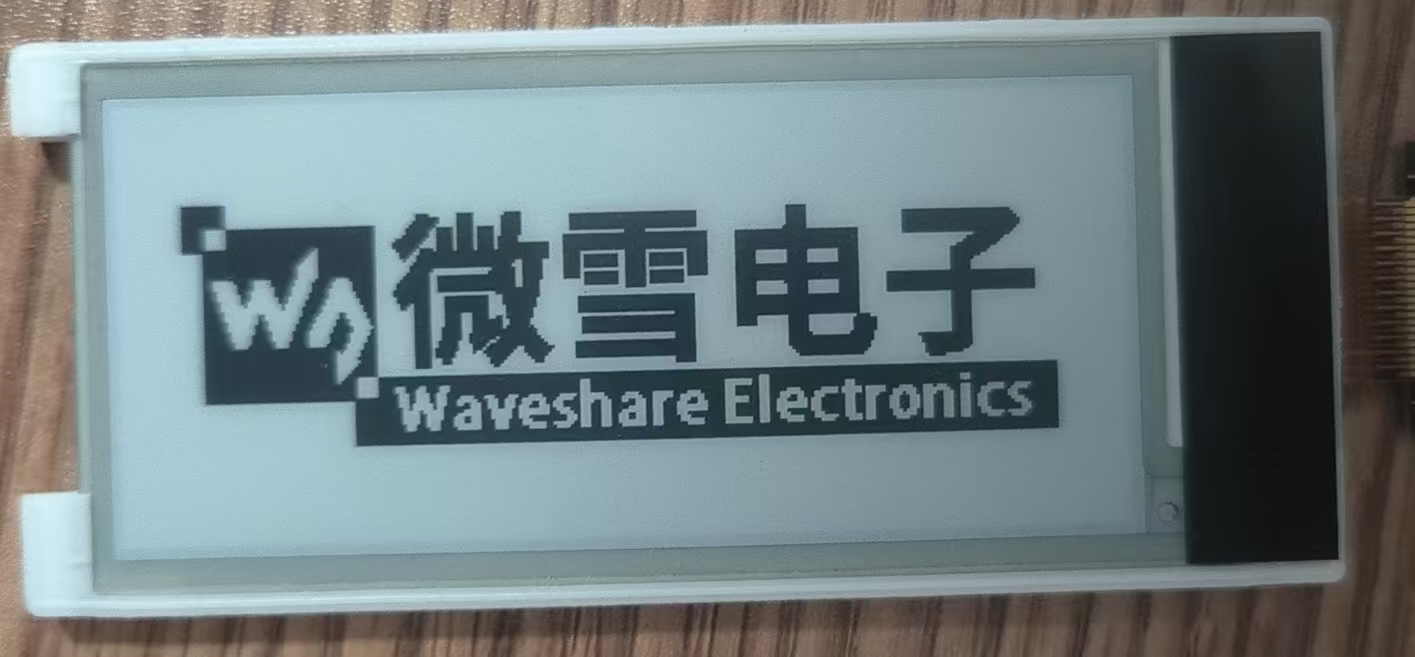 微雪电子
Waveshare Electronics